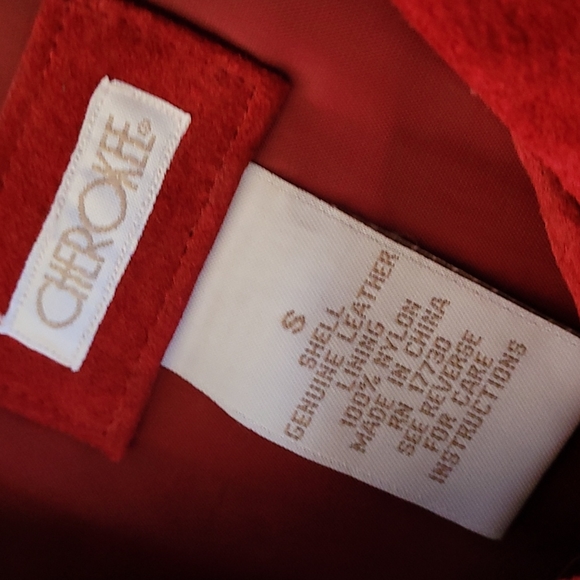 CHEROKEE®
S
SHELL
GENUINE LEATHER
LINING
100% NYLON
MADE IN CHINA
RN 17730
SEE REVERSE
FOR CARE
INSTRUCTIONS